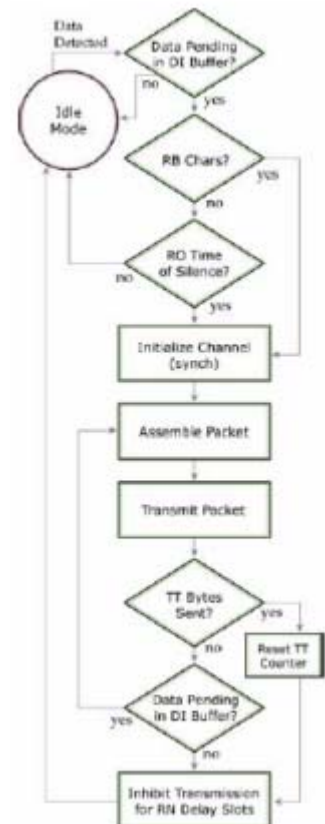 Data
Detected
Data Pending
in DI Buffer?
no
yes
Idle
Mode
RB Chars?
yes
no
RO Time
of Silence?
no
yes
Initialize Channel
(synch)
Assemble Packet
Transmit Packet
TT Bytes
Sent?
yes
no
Reset TT
Counter
Data Pending
in DI Buffer?
yes
no
Inhibit Transmission
for RN Delay Slots